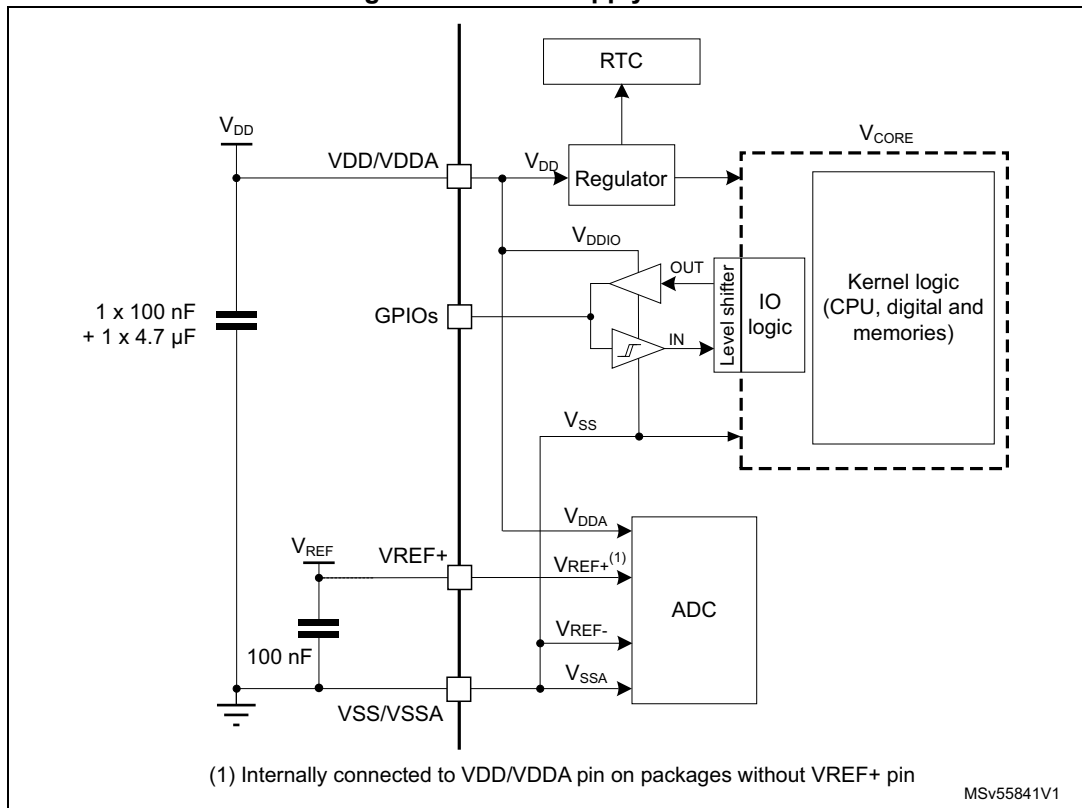 RTC
VDD
VCORE
VDD/VDDA
VDD
Regulator
VDDIO
OUT
Level shifter
IO
logic
Kernel logic
(CPU, digital and
memories)
1 x 100 nF
+ 1 x 4.7 µF
GPIOs
IN
VSS
VDDA
VREF
VREF+
VREF+(1)
ADC
VREF-
100 nF
VSSA
VSS/VSSA
(1) Internally connected to VDD/VDDA pin on packages without VREF+ pin
MSv55841V1